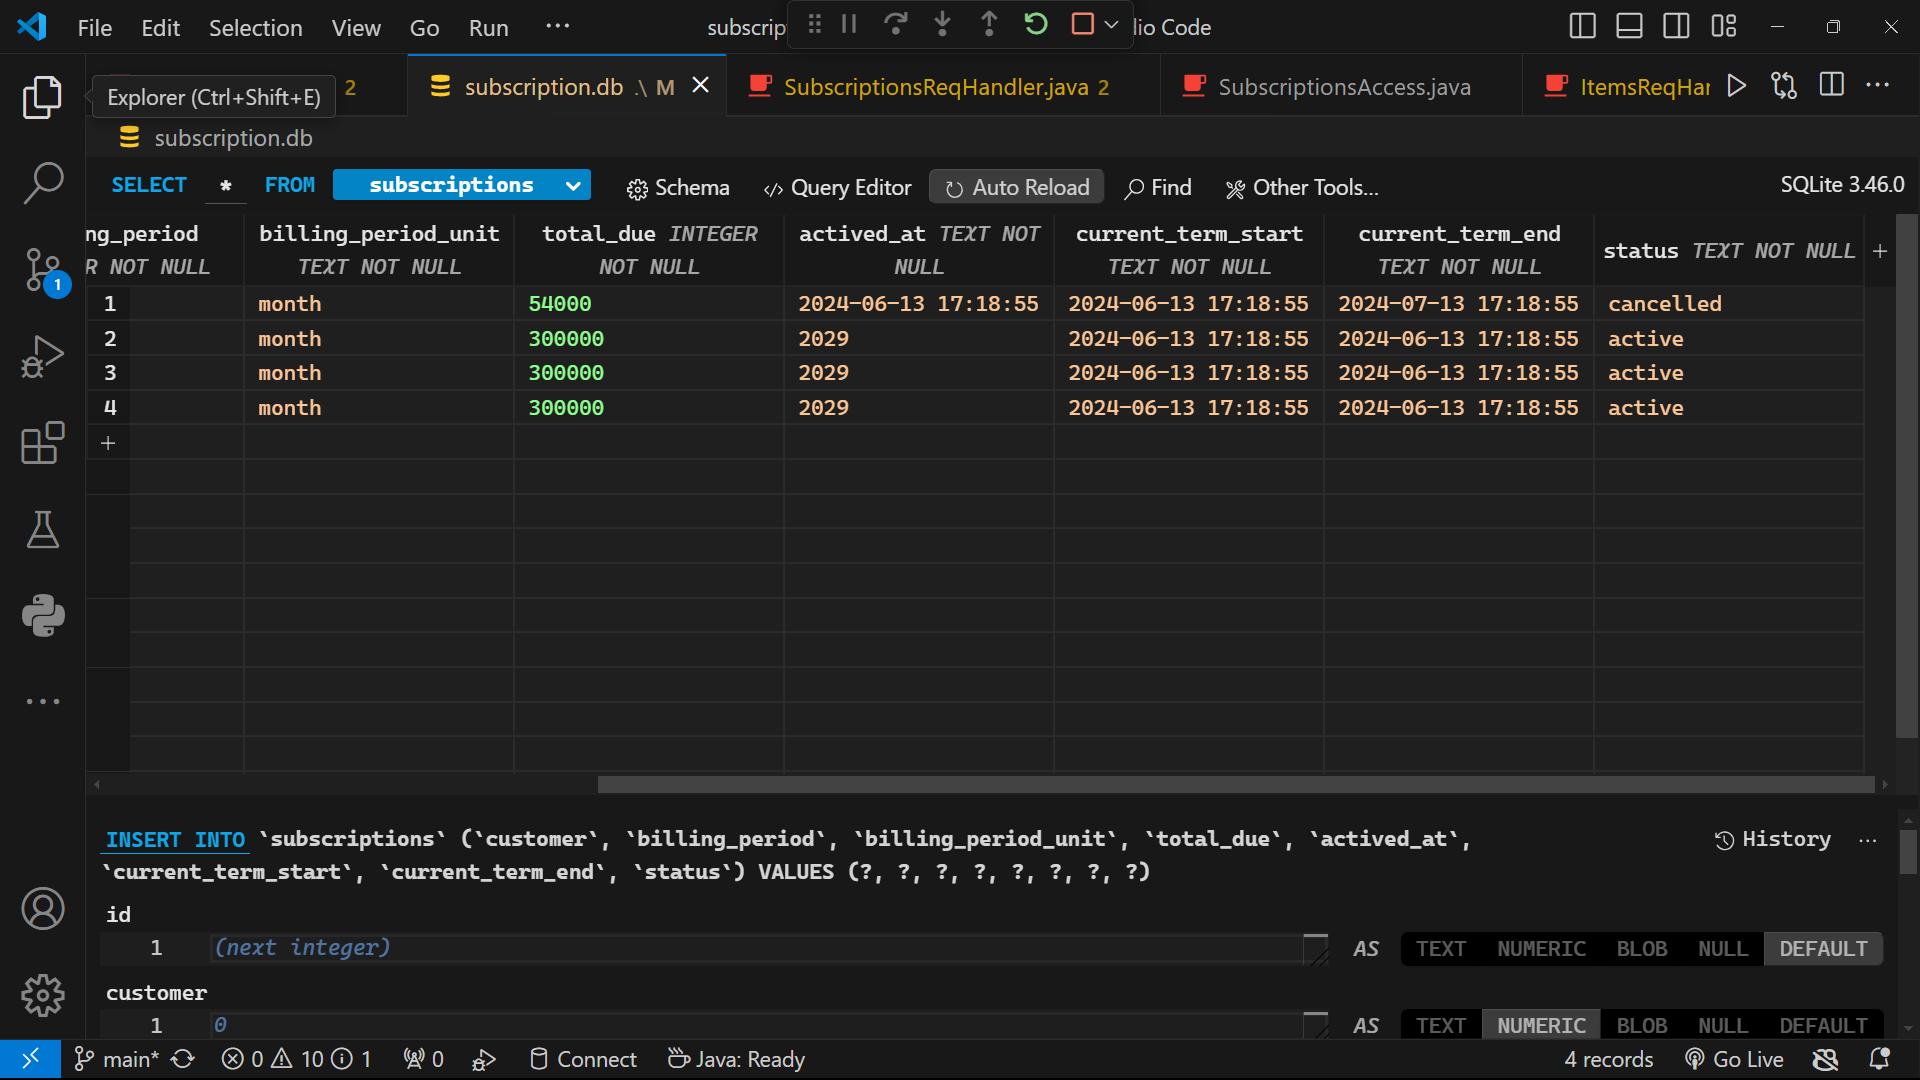 File Edit Selection View Go Run ··· subscrip lio Code
Explorer (Ctrl+Shift+E) 2 subscription.db .\ M SubscriptionsReqHandler.java 2 SubscriptionsAccess.java ItemsReqHar
subscription.db
SELECT * FROM subscriptions Schema Query Editor Auto Reload Find Other Tools... SQLite 3.46.0
ng_period billing_period_unit total_due INTEGER actived_at TEXT NOT current_term_start current_term_end status TEXT NOT NULL +
R NOT NULL TEXT NOT NULL NOT NULL NULL TEXT NOT NULL TEXT NOT NULL
1 month 54000 2024-06-13 17:18:55 2024-06-13 17:18:55 2024-07-13 17:18:55 cancelled
2 month 300000 2029 2024-06-13 17:18:55 2024-06-13 17:18:55 active
3 month 300000 2029 2024-06-13 17:18:55 2024-06-13 17:18:55 active
4 month 300000 2029 2024-06-13 17:18:55 2024-06-13 17:18:55 active
+
1
INSERT INTO `subscriptions` (`customer`, `billing_period`, `billing_period_unit`, `total_due`, `actived_at`, History ···
`current_term_start`, `current_term_end`, `status`) VALUES (?, ?, ?, ?, ?, ?, ?, ?)
id
1 (next integer) AS TEXT NUMERIC BLOB NULL DEFAULT
customer
1 0 AS TEXT NUMERIC BLOB NULL DEFAULT
main* 0 10 1 0 Connect Java: Ready 4 records Go Live